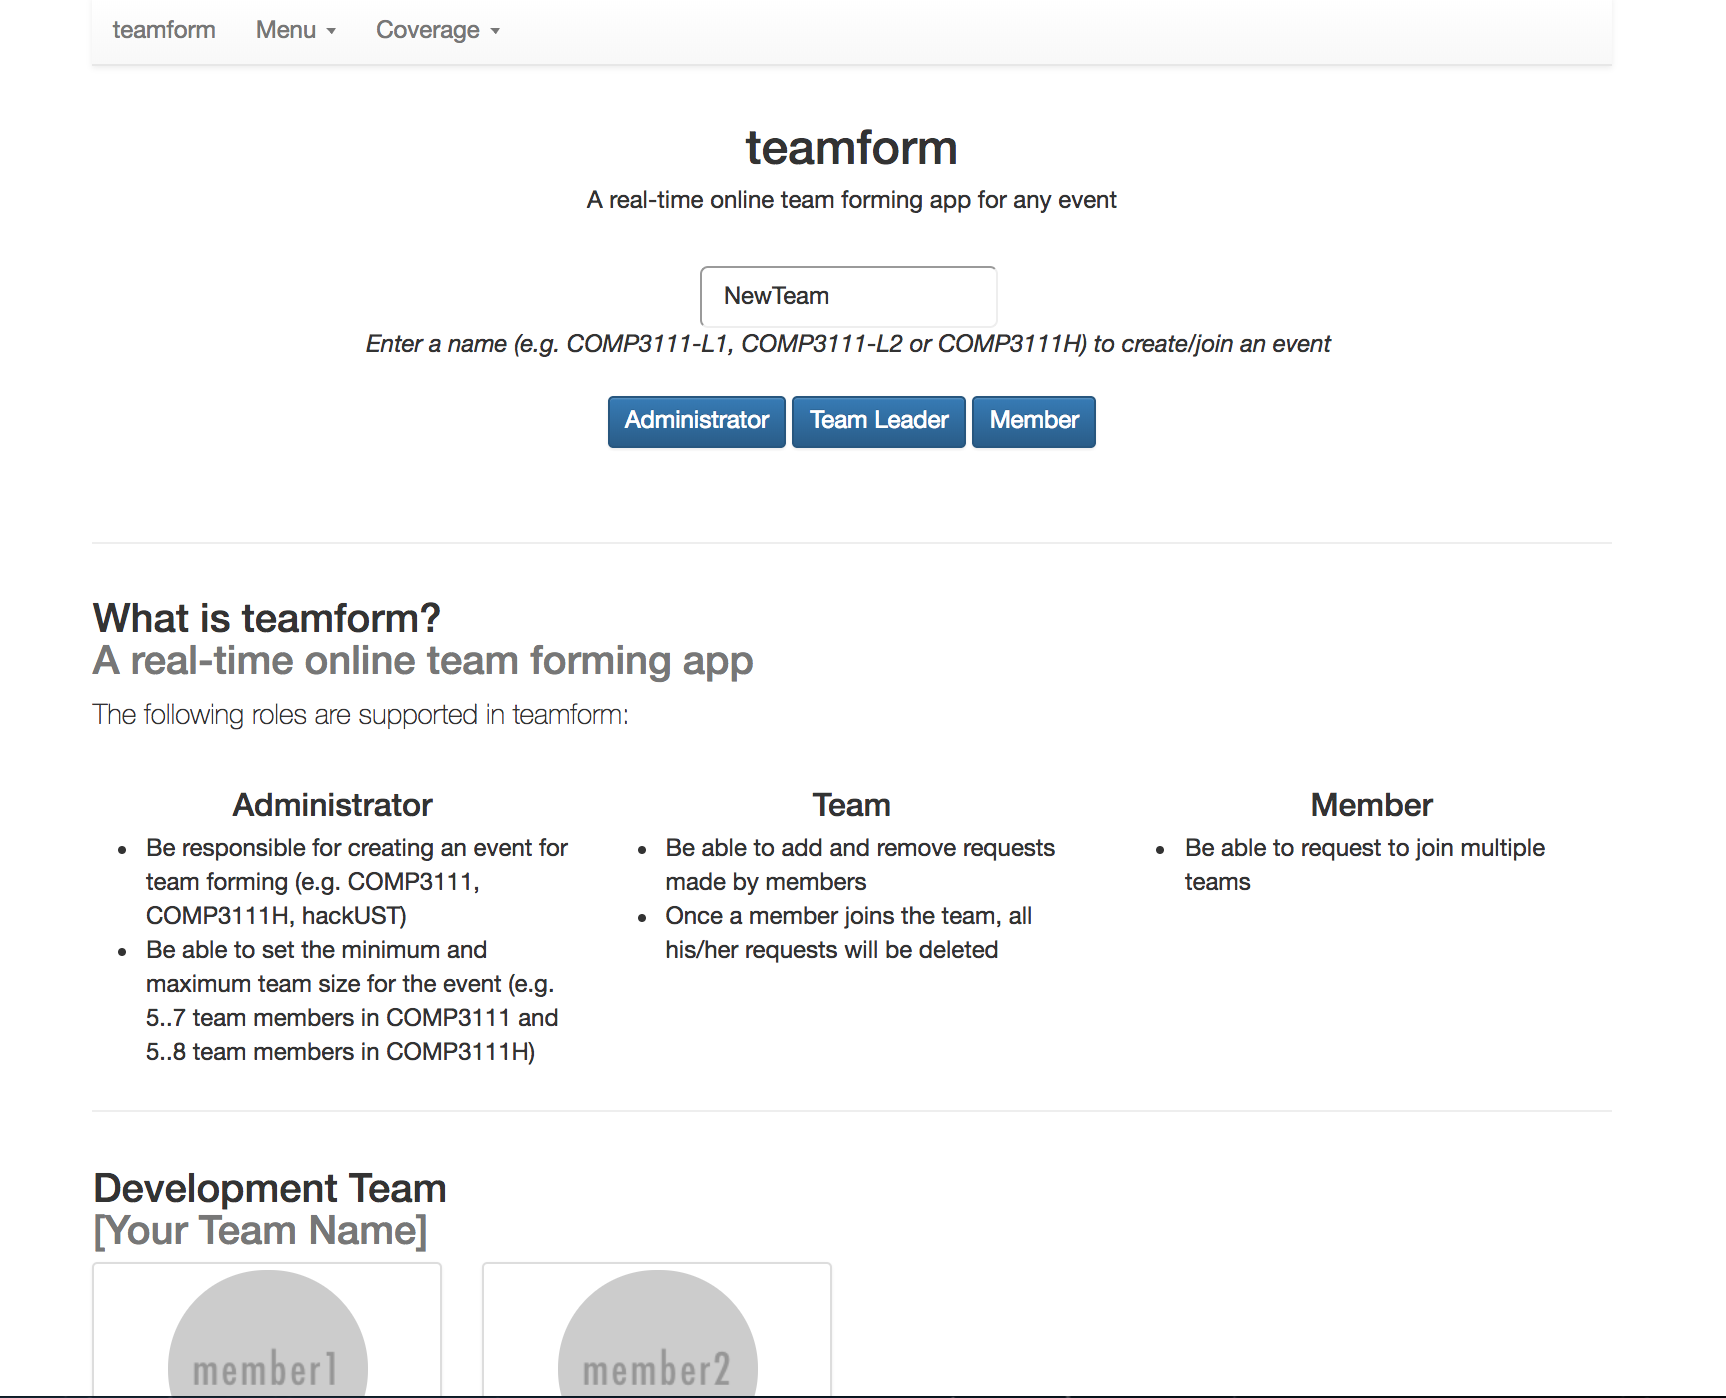 teamform Menu Coverage
teamform
A real-time online team forming app for any event
NewTeam
Enter a name (e.g. COMP3111-L1, COMP3111-L2 or COMP3111H) to create/join an event
Administrator Team Leader Member
What is teamform?
A real-time online team forming app
The following roles are supported in teamform:
Administrator
• Be responsible for creating an event for
team forming (e.g. COMP3111,
COMP3111H, hackUST)
• Be able to set the minimum and
maximum team size for the event (e.g.
5..7 team members in COMP3111 and
5..8 team members in COMP3111H)
Team
• Be able to add and remove requests
made by members
• Once a member joins the team, all
his/her requests will be deleted
Member
• Be able to request to join multiple
teams
Development Team
[Your Team Name]
member1
member2